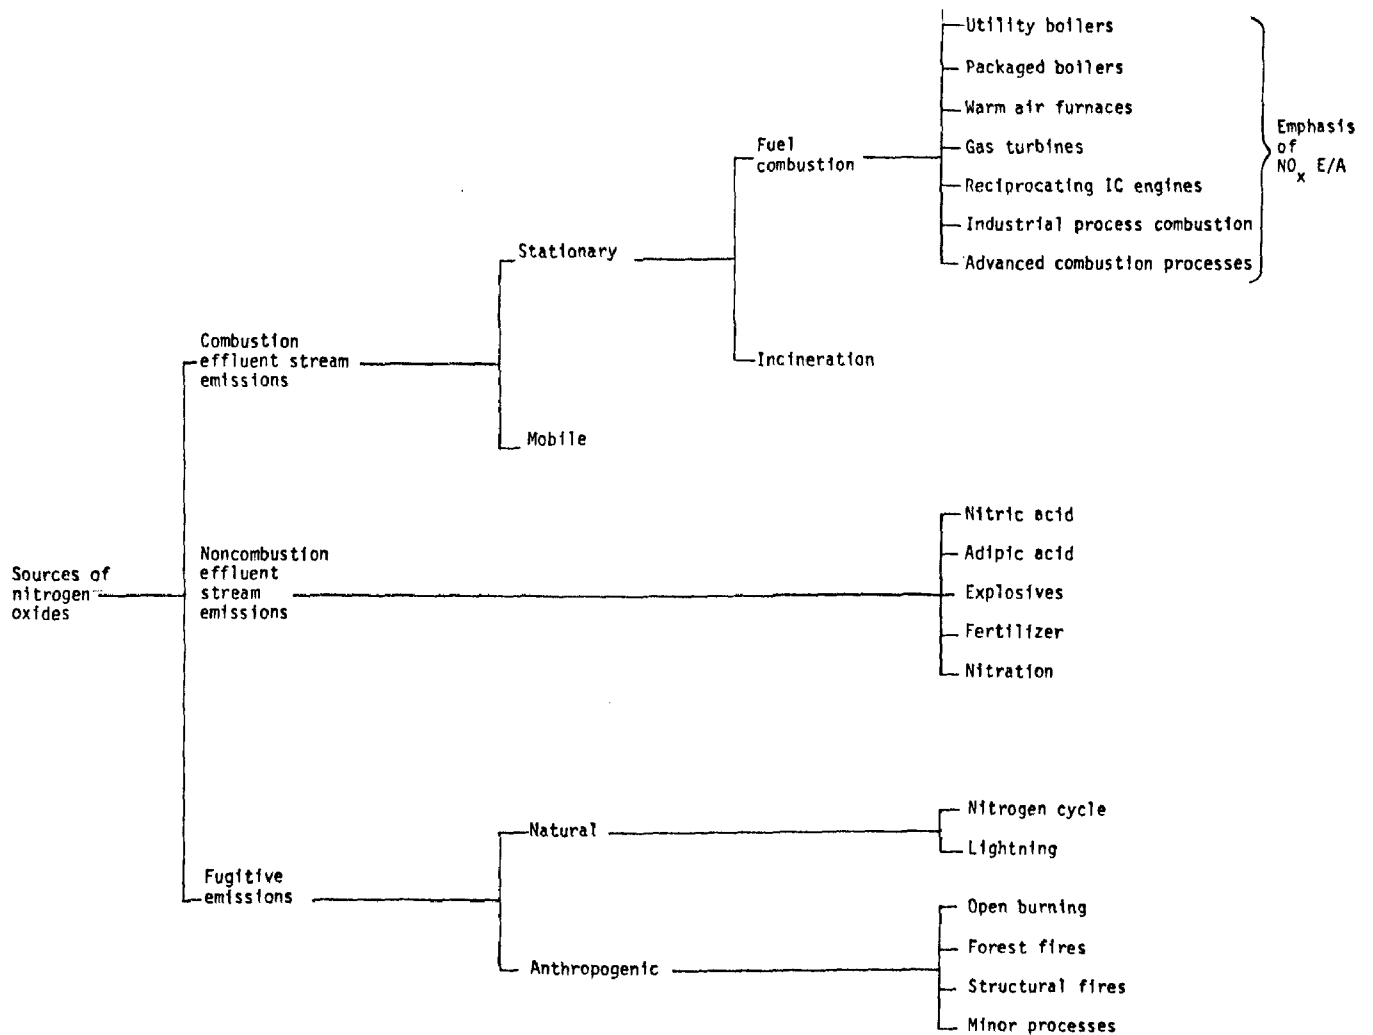 Utility boilers
Packaged boilers
Warm air furnaces
Gas turbines
Reciprocating IC engines
Industrial process combustion
Advanced combustion processes
Emphasis
of
NOx E/A
Fuel
combustion
Incineration
Stationary
Mobile
Combustion
effluent stream
emissions
Sources of
nitrogen
oxides
Noncombustion
effluent
stream
emissions
Nitric acid
Adipic acid
Explosives
Fertilizer
Nitration
Fugitive
emissions
Natural
Nitrogen cycle
Lightning
Anthropogenic
Open burning
Forest fires
Structural fires
Minor processes